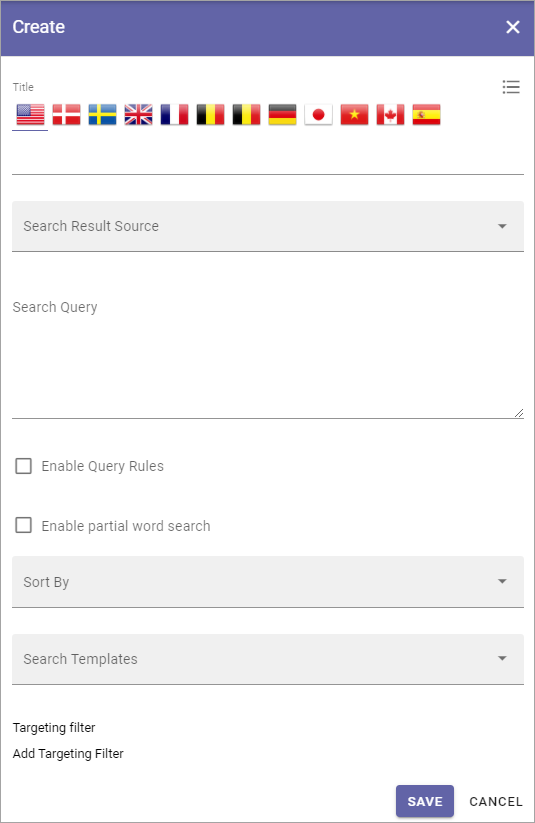 Create
Title
Search Result Source
Search Query
Enable Query Rules
Enable partial word search
Sort By
Search Templates
Targeting filter
Add Targeting Filter
SAVE CANCEL